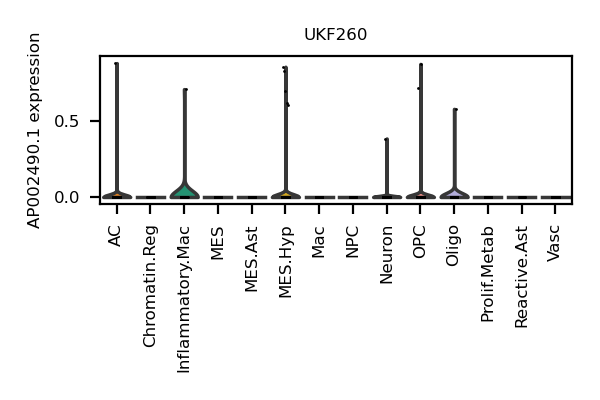 UKF260
AP002490.1 expression
0.5
0.0
AC
Chromatin.Reg
Inflammatory.Mac
MES
MES.Ast
MES.Hyp
Mac
NPC
Neuron
OPC
Oligo
Prolif.Metab
Reactive.Ast
Vasc